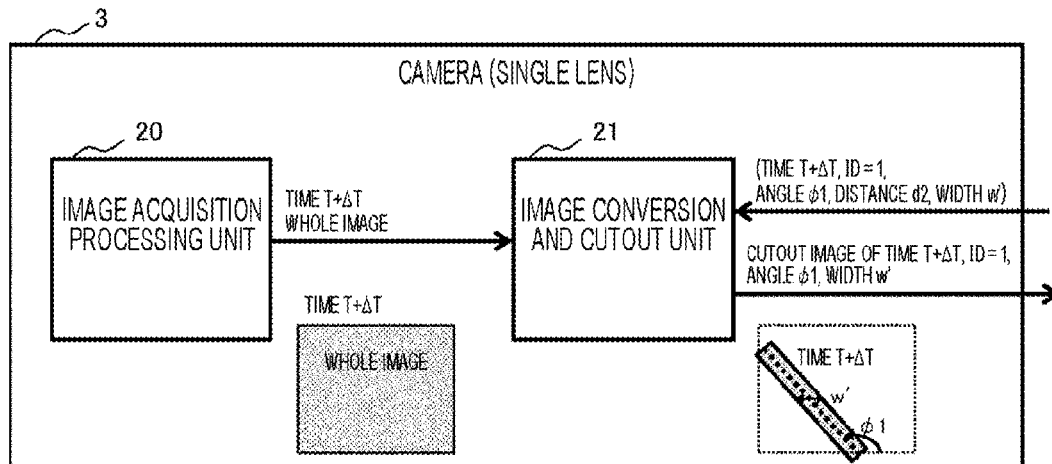 3
CAMERA (SINGLE LENS)
20
21
IMAGE ACQUISITION
PROCESSING UNIT
TIME T+ΔT
WHOLE IMAGE
IMAGE CONVERSION
AND CUTOUT UNIT
(TIME T+ΔT, ID=1,
ANGLE ϕ1, DISTANCE d2, WIDTH w')
CUTOUT IMAGE OF TIME T+ΔT, ID=1,
ANGLE ϕ1, WIDTH w'
TIME T+ΔT
WHOLE IMAGE
TIME T+ΔT
w'
ϕ1